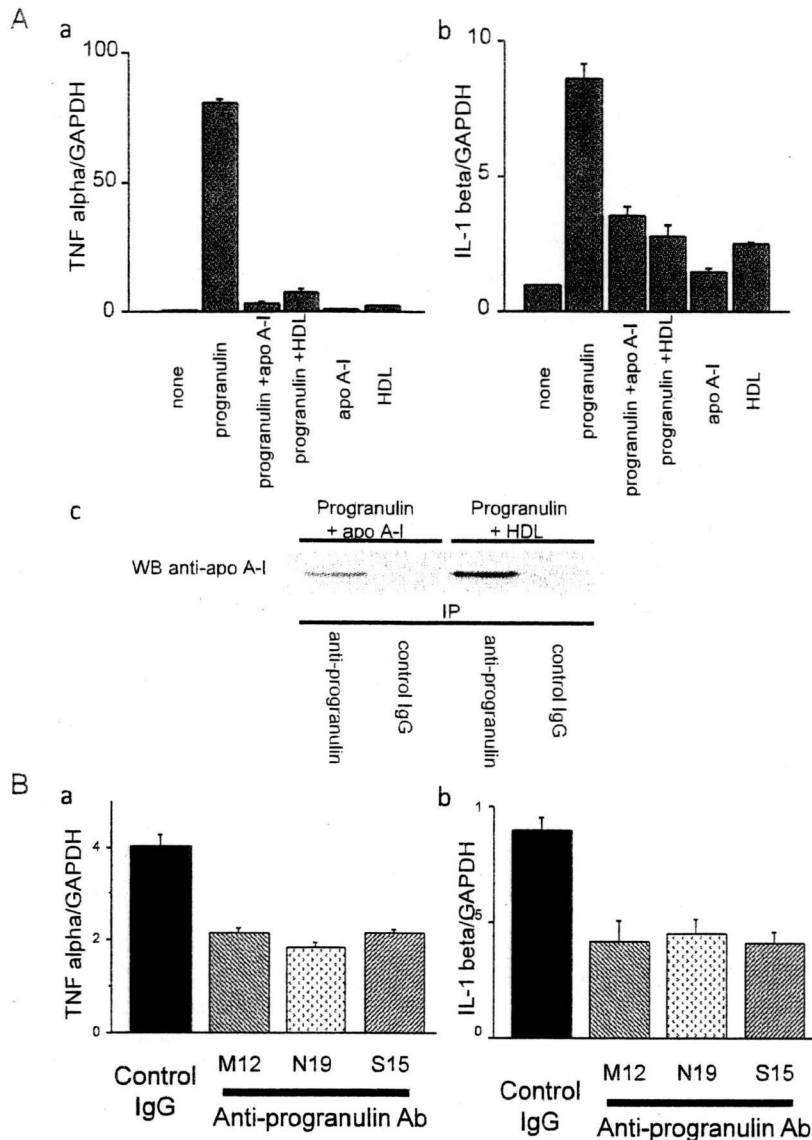 A
a
TNF alpha/GAPDH
100
50
0
none
progranulin
progranulin +apo A-I
progranulin +HDL
apo A-I
HDL
b
IL-1 beta/GAPDH
10
5
0
none
progranulin
progranulin +apo A-I
progranulin +HDL
apo A-I
HDL
c
Progranulin + apo A-I
Progranulin + HDL
WB anti-apo A-I
IP
anti-progranulin
control IgG
anti-progranulin
control IgG
B
a
TNF alpha/GAPDH
4
2
0
Control IgG
M12 N19 S15
Anti-progranulin Ab
b
IL-1 beta/GAPDH
1
.5
0
Control IgG
M12 N19 S15
Anti-progranulin Ab